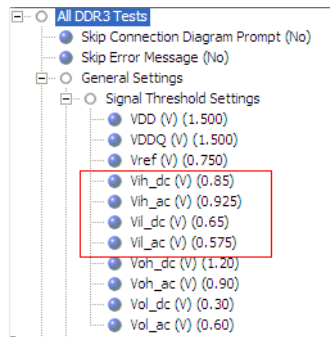 All DDR3 Tests
Skip Connection Diagram Prompt (No)
Skip Error Message (No)
General Settings
Signal Threshold Settings
VDD (V) (1.500)
VDDQ (V) (1.500)
Vref (V) (0.750)
Vih_dc (V) (0.85)
Vih_ac (V) (0.925)
Vil_dc (V) (0.65)
Vil_ac (V) (0.575)
Voh_dc (V) (1.20)
Voh_ac (V) (0.90)
Vol_dc (V) (0.30)
Vol_ac (V) (0.60)